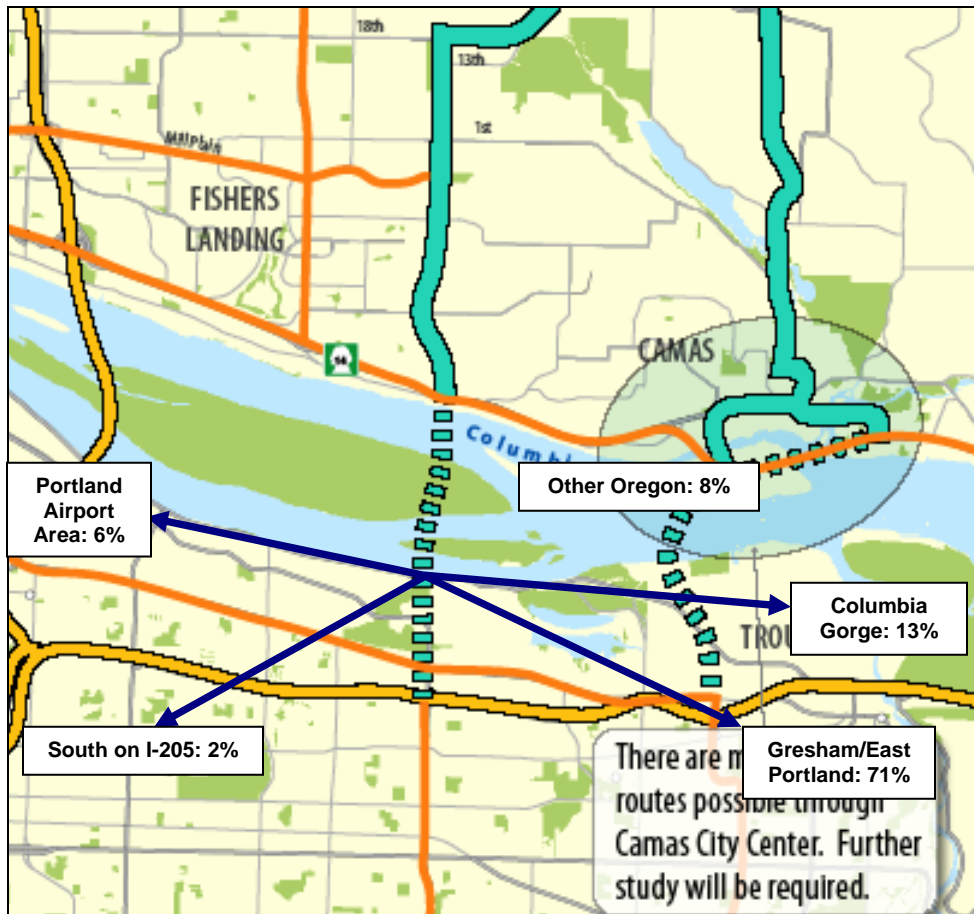 18th
13th
1st
Mill Plain
FISHERS
LANDING
14
CAMAS
Columbi
Portland
Airport
Area: 6%
Other Oregon: 8%
Columbia
Gorge: 13%
TROU
South on I-205: 2%
Gresham/East
Portland: 71%
There are m
routes possible through
Camas City Center. Further
study will be required.